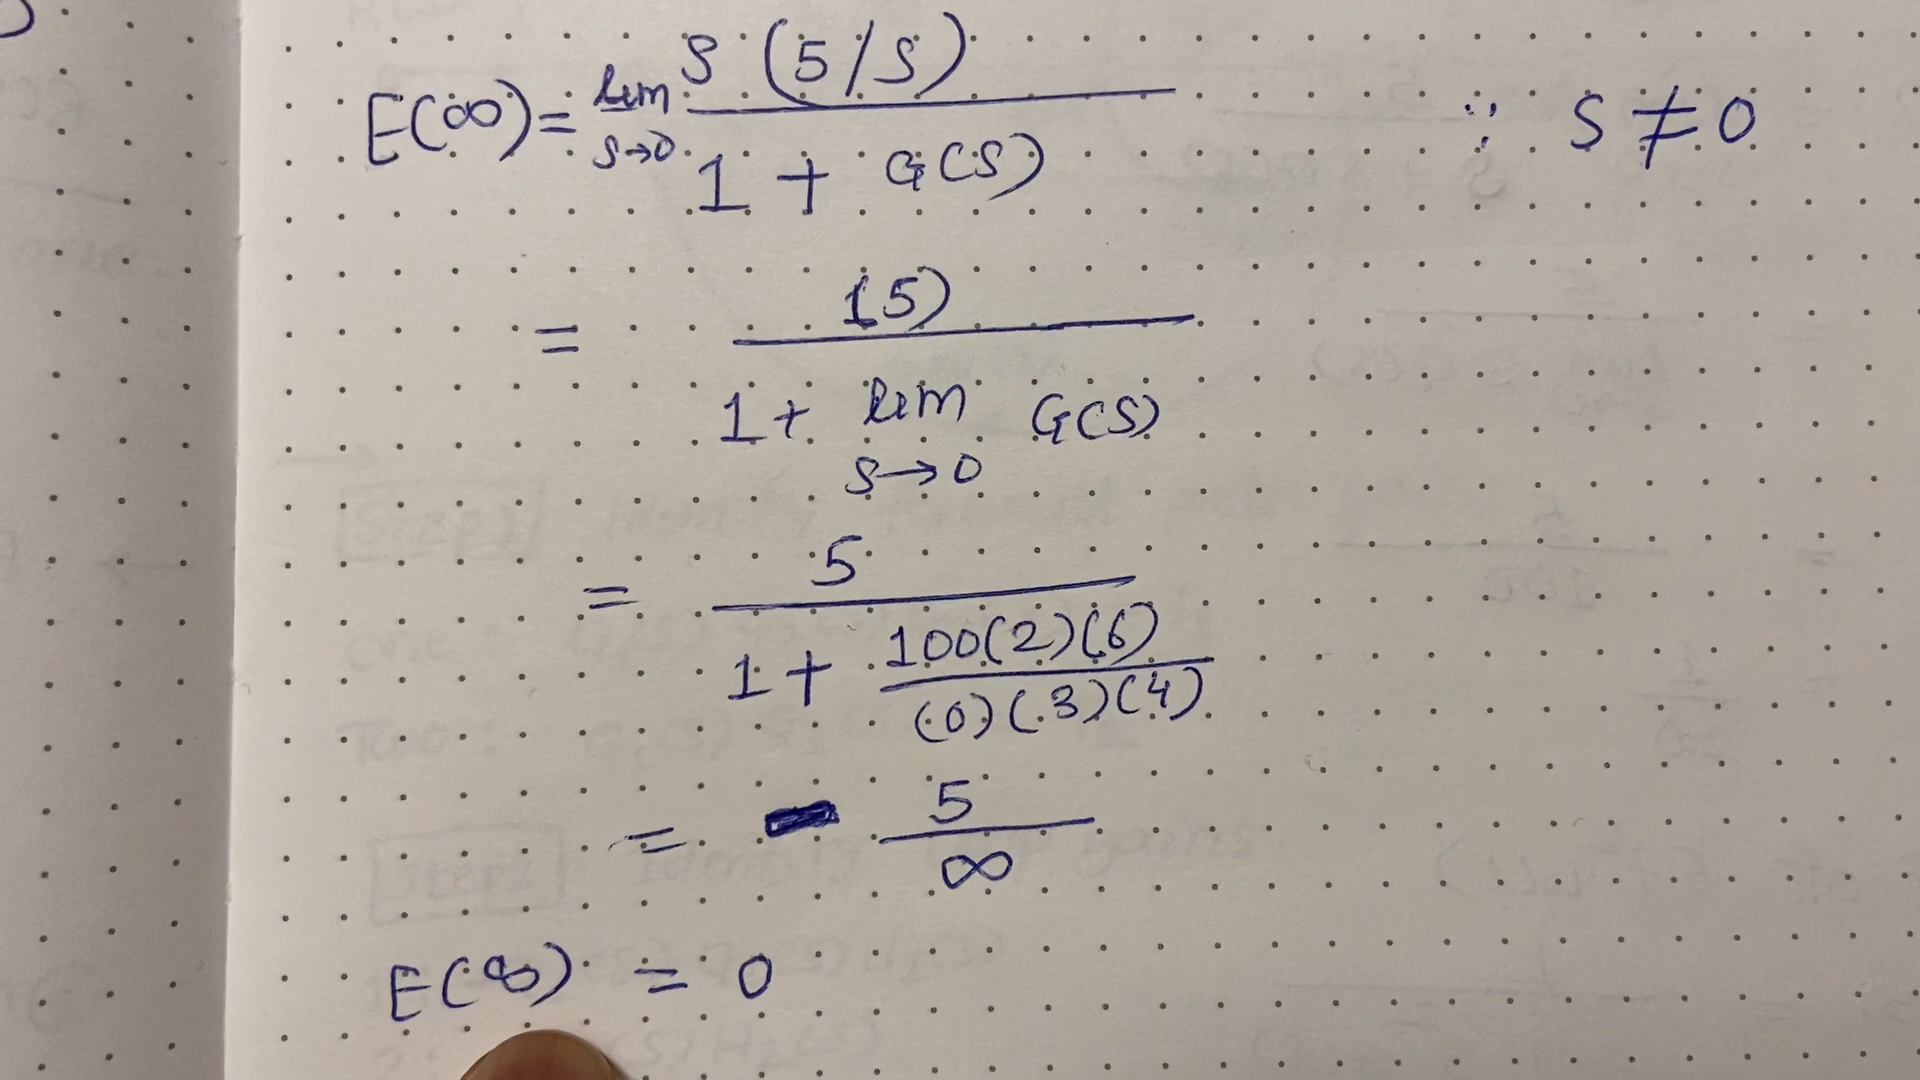 E(∞) = lim s→0 S (5/S) / 1 + G(S) ∵ S ≠ 0
= (5) / 1 + lim s→0 G(S)
= 5 / 1 + 100(2)(6) / (0)(3)(4)
= 5 / ∞
E(∞) = 0